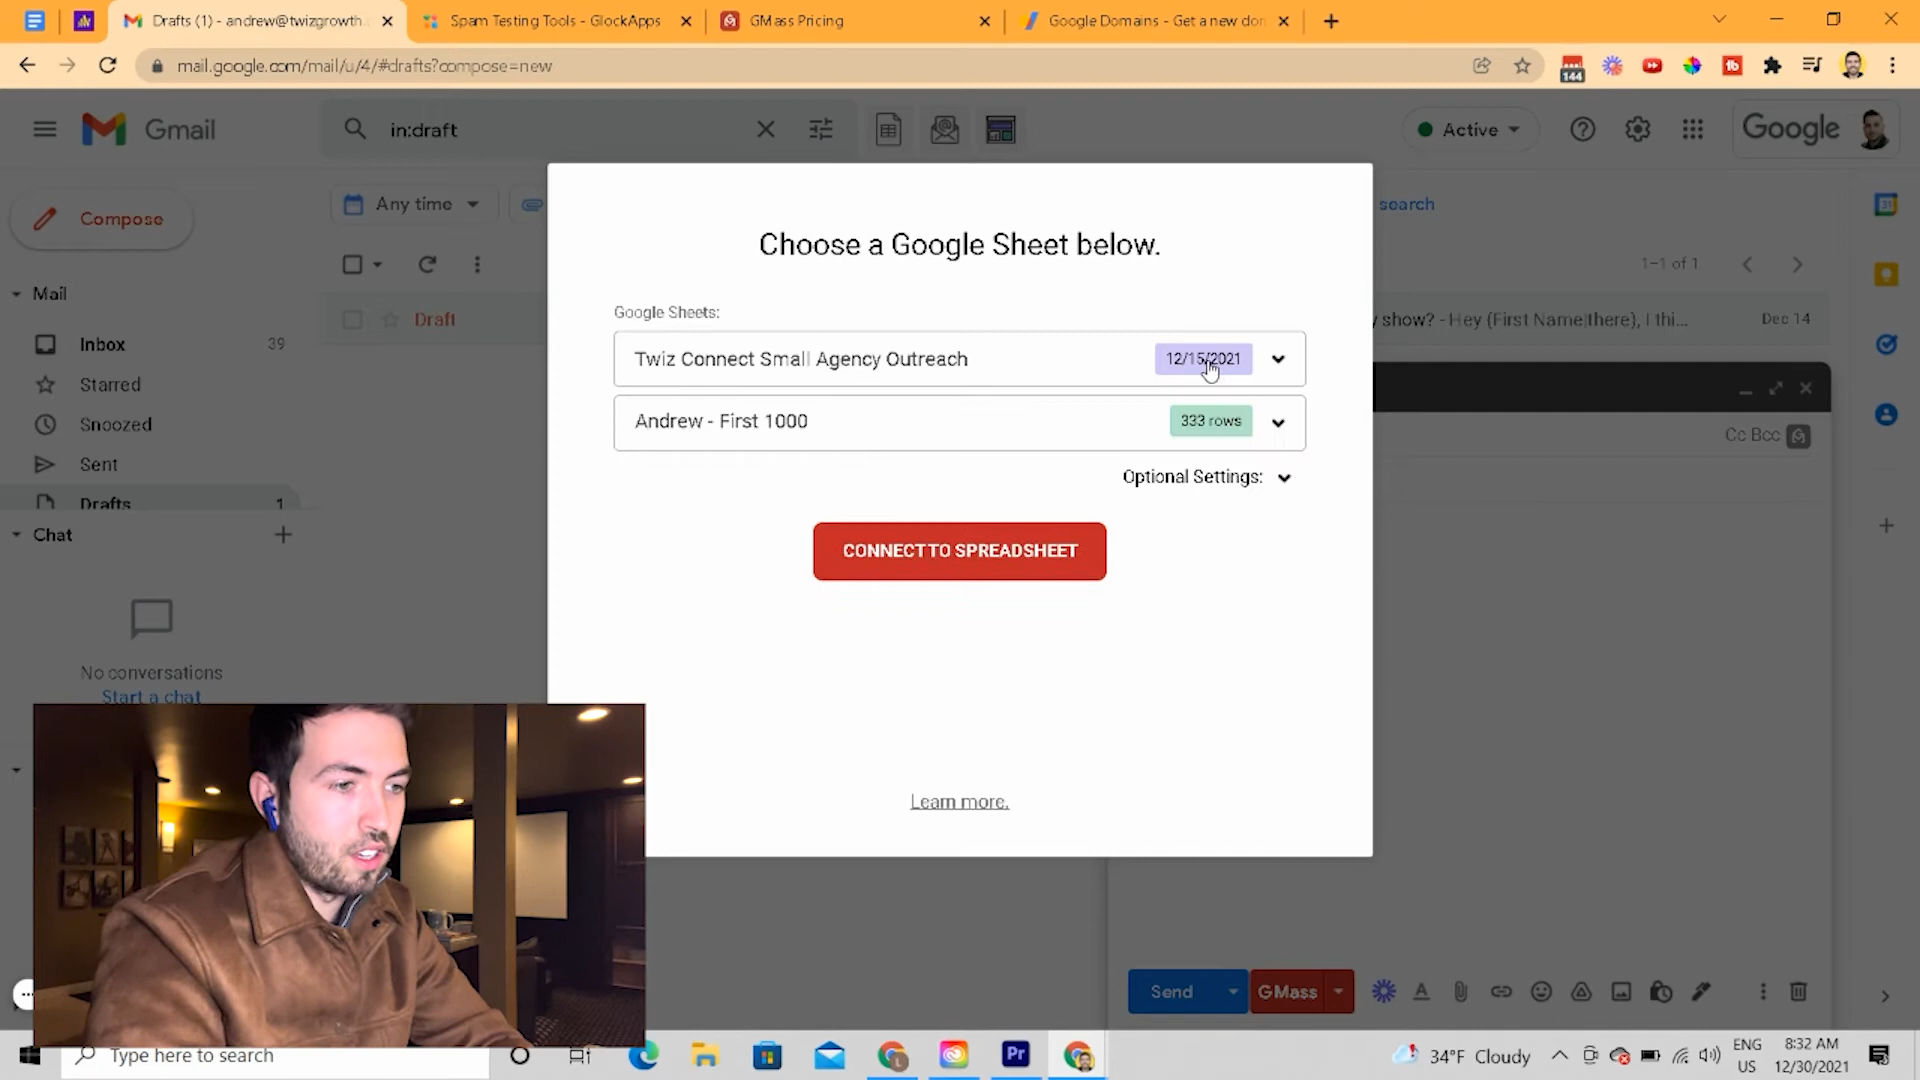 Drafts (1) - andrew@twizgrowth.
Spam Testing Tools - GlockApps
GMass Pricing
Google Domains - Get a new dor
mail.google.com/mail/u/4/#drafts?compose=new
144
Gmail
in:draft
Active
Google
Compose
Any time
search
1-1 of 1
Mail
Draft
y show? - Hey {First Name|there}, I thi...
Dec 14
Inbox
39
Starred
Snoozed
Sent
Drafts
1
Chat
No conversations
Start a chat
Choose a Google Sheet below.
Google Sheets:
Twiz Connect Small Agency Outreach
12/15/2021
Andrew - First 1000
333 rows
Optional Settings:
CONNECT TO SPREADSHEET
Learn more.
Cc Bcc
31
Send
GMass
Type here to search
Pr
34°F Cloudy
ENG
US
8:32 AM
12/30/2021